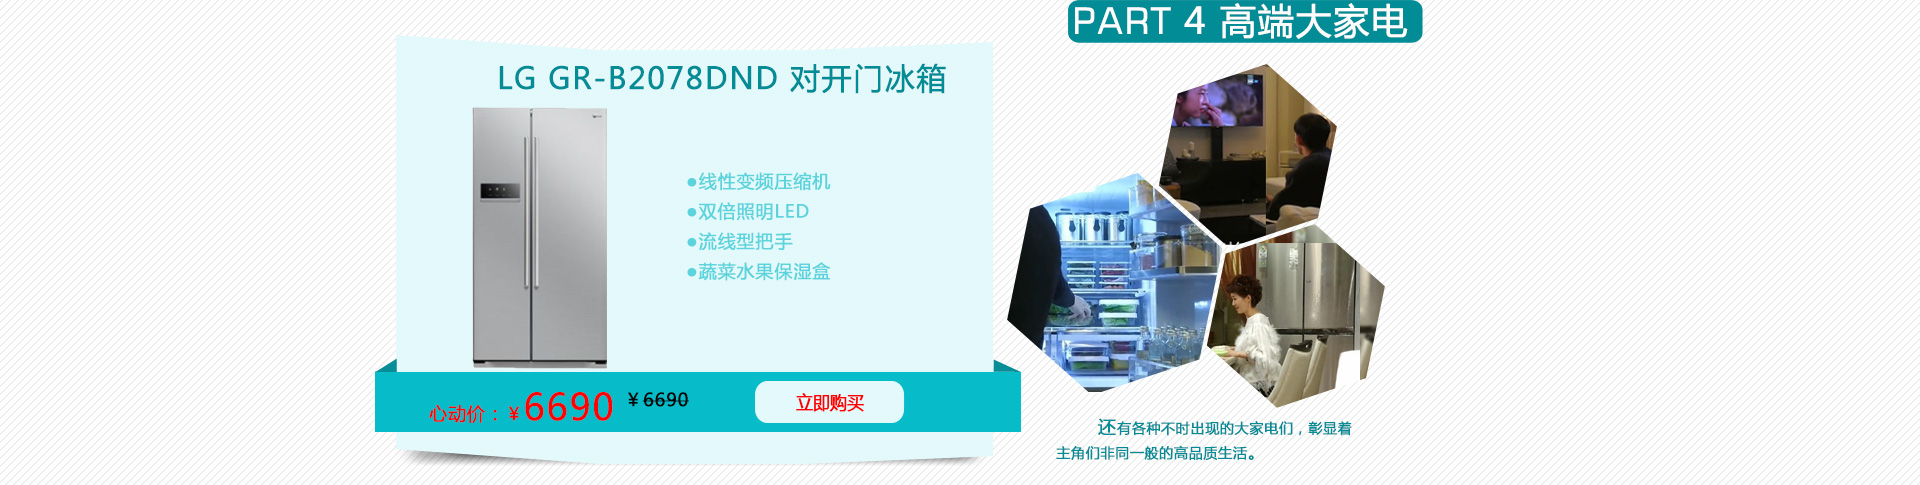 PART 4 高端大家电
LG GR-B2078DND 对开门冰箱
●线性变频压缩机
●双倍照明LED
●流线型把手
●蔬菜水果保湿盒
心动价：¥6690 ¥6690
立即购买
还有各种不时出现的大家电们，彰显着
主角们非同一般的高品质生活。